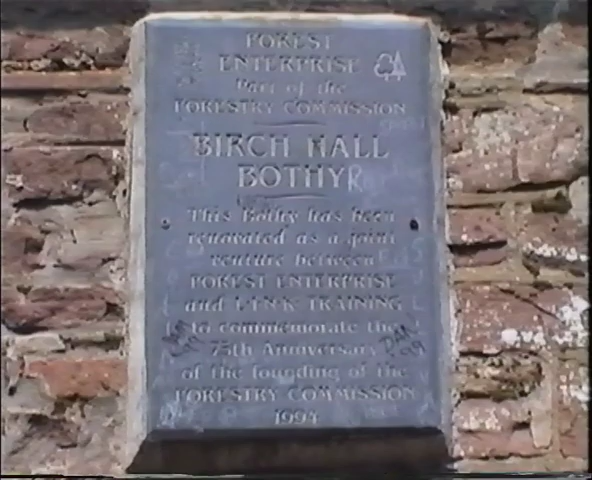 FOREST
ENTERPRISE
Part of the
FORESTRY COMMISSION
BIRCH HALL
BOTHY
This Bothy has been
renovated as a joint
venture between
FOREST ENTERPRISE
and LINK TRAINING
to commemorate the
75th Anniversary
of the founding of the
FORESTRY COMMISSION
1994